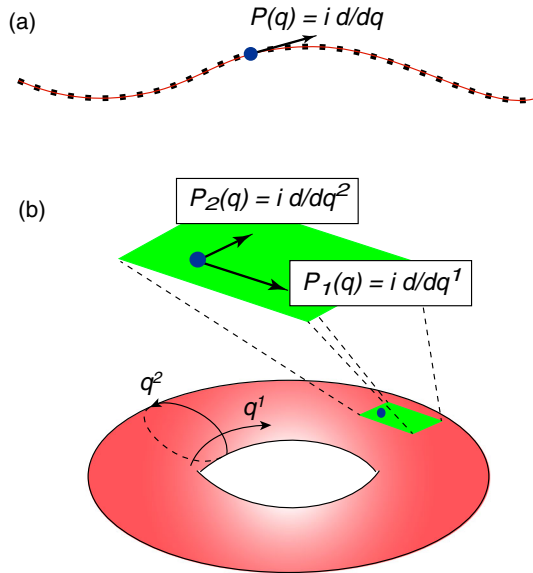 (a)
P(q) = i d/dq
(b)
P₂(q) = i d/dq²
P₁(q) = i d/dq¹
q²
q¹